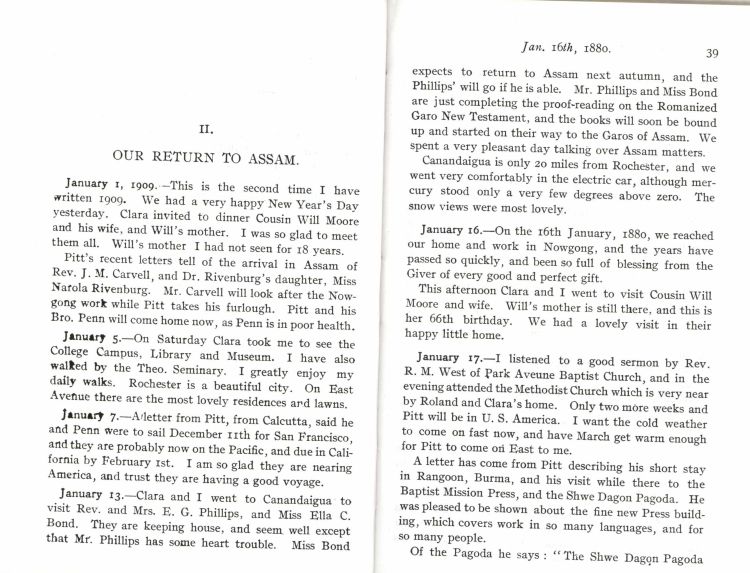 II.
OUR RETURN TO ASSAM.
January 1, 1909.—This is the second time I have
written 1909. We had a very happy New Year's Day
yesterday. Clara invited to dinner Cousin Will Moore
and his wife, and Will's mother. I was so glad to meet
them all. Will's mother I had not seen for 18 years.
Pitt's recent letters tell of the arrival in Assam of
Rev. J. M. Carvell, and Dr. Rivenburg's daughter, Miss
Narola Rivenburg. Mr. Carvell will look after the Now-
gong work while Pitt takes his furlough. Pitt and his
Bro. Penn will come home now, as Penn is in poor health.
January 5.—On Saturday Clara took me to see the
College Campus, Library and Museum. I have also
walked by the Theo. Seminary. I greatly enjoy my
daily walks. Rochester is a beautiful city. On East
Avenue there are the most lovely residences and lawns.
January 7.—A letter from Pitt, from Calcutta, said he
and Penn were to sail December 11th for San Francisco,
and they are probably now on the Pacific, and due in Cali-
fornia by February 1st. I am so glad they are nearing
America, and trust they are having a good voyage.
January 13.—Clara and I went to Canandaigua to
visit Rev. and Mrs. E. G. Phillips, and Miss Ella C.
Bond. They are keeping house, and seem well except
that Mr. Phillips has some heart trouble. Miss Bond
Jan. 16th, 1880. 39
expects to return to Assam next autumn, and the
Phillips' will go if he is able. Mr. Phillips and Miss Bond
are just completing the proof-reading on the Romanized
Garo New Testament, and the books will soon be bound
up and started on their way to the Garos of Assam. We
spent a very pleasant day talking over Assam matters.
Canandaigua is only 20 miles from Rochester, and we
went very comfortably in the electric car, although mer-
cury stood only a very few degrees above zero. The
snow views were most lovely.
January 16.—On the 16th January, 1880, we reached
our home and work in Nowgong, and the years have
passed so quickly, and been so full of blessing from the
Giver of every good and perfect gift.
This afternoon Clara and I went to visit Cousin Will
Moore and wife. Will's mother is still there, and this is
her 66th birthday. We had a lovely visit in their
happy little home.
January 17.—I listened to a good sermon by Rev.
R. M. West of Park Aveune Baptist Church, and in the
evening attended the Methodist Church which is very near
by Roland and Clara's home. Only two more weeks and
Pitt will be in U. S. America. I want the cold weather
to come on fast now, and have March get warm enough
for Pitt to come on East to me.
A letter has come from Pitt describing his short stay
in Rangoon, Burma, and his visit while there to the
Baptist Mission Press, and the Shwe Dagon Pagoda. He
was pleased to be shown about the fine new Press build-
ing, which covers work in so many languages, and for
so many people.
Of the Pagoda he says : "The Shwe Dagon Pagoda